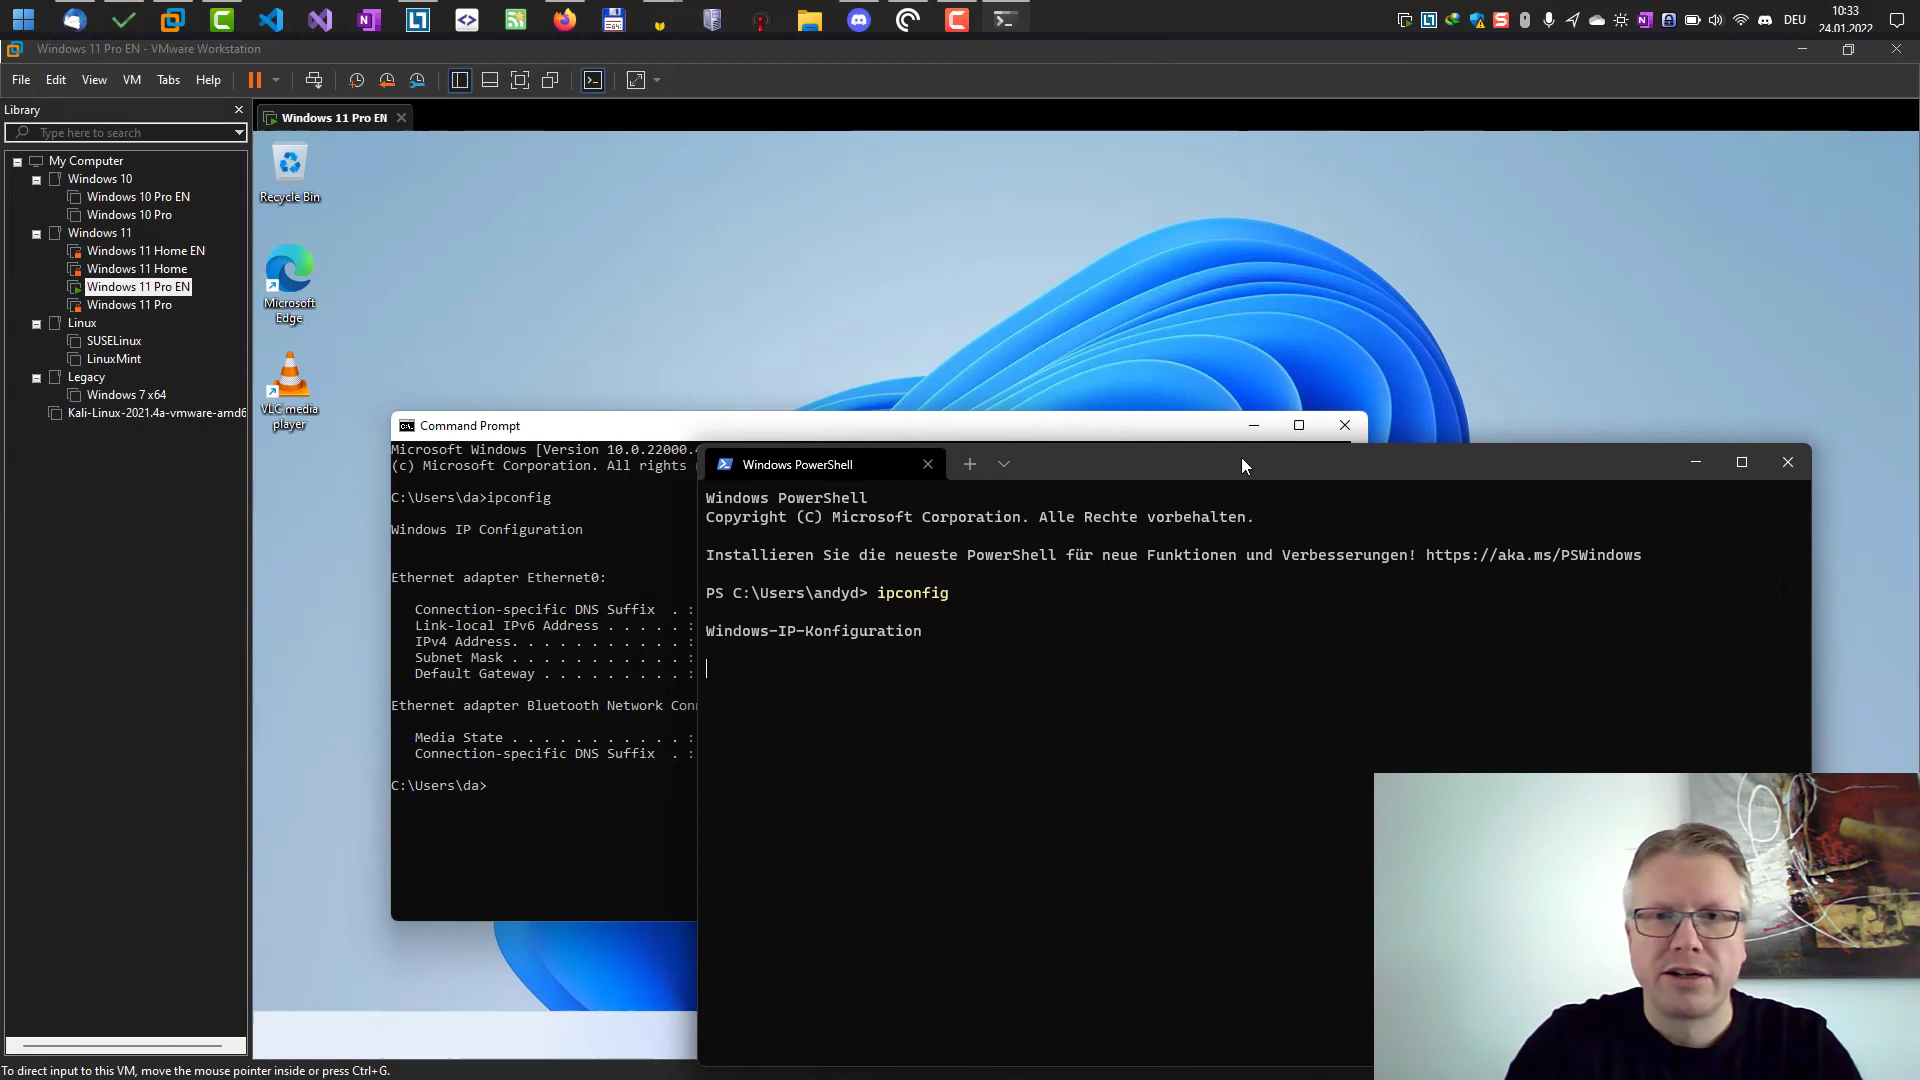 10:33
DEU
24.01.2022
Windows 11 Pro EN - VMware Workstation
File Edit View VM Tabs Help
Library
Windows 11 Pro EN
Type here to search
My Computer
Windows 10
Windows 10 Pro EN
Windows 10 Pro
Windows 11
Windows 11 Home EN
Windows 11 Home
Windows 11 Pro EN
Windows 11 Pro
Linux
SUSELinux
LinuxMint
Legacy
Windows 7 x64
Kali-Linux-2021.4a-vmware-amd6
Recycle Bin
Microsoft
Edge
VLC media
player
Command Prompt
Microsoft Windows [Version 10.0.22000.
(c) Microsoft Corporation. All rights
C:\Users\da>ipconfig
Windows IP Configuration
Ethernet adapter Ethernet0:
Connection-specific DNS Suffix . :
Link-local IPv6 Address . . . . . :
IPv4 Address. . . . . . . . . . . :
Subnet Mask . . . . . . . . . . . :
Default Gateway . . . . . . . . . :
Ethernet adapter Bluetooth Network
Media State . . . . . . . . . . . :
Connection-specific DNS Suffix . :
C:\Users\da>
Windows PowerShell
Windows PowerShell
Copyright (C) Microsoft Corporation. Alle Rechte vorbehalten.
Installieren Sie die neueste PowerShell für neue Funktionen und Verbesserungen! https://aka.ms/PSWindows
PS C:\Users\andyd> ipconfig
Windows-IP-Konfiguration
To direct input to this VM, move the mouse pointer inside or press Ctrl+G.